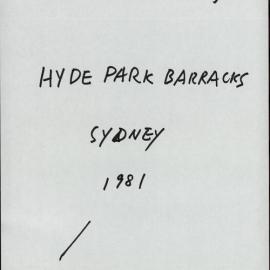 HYDE PARK BARRACKS
SYDNEY
1981
/